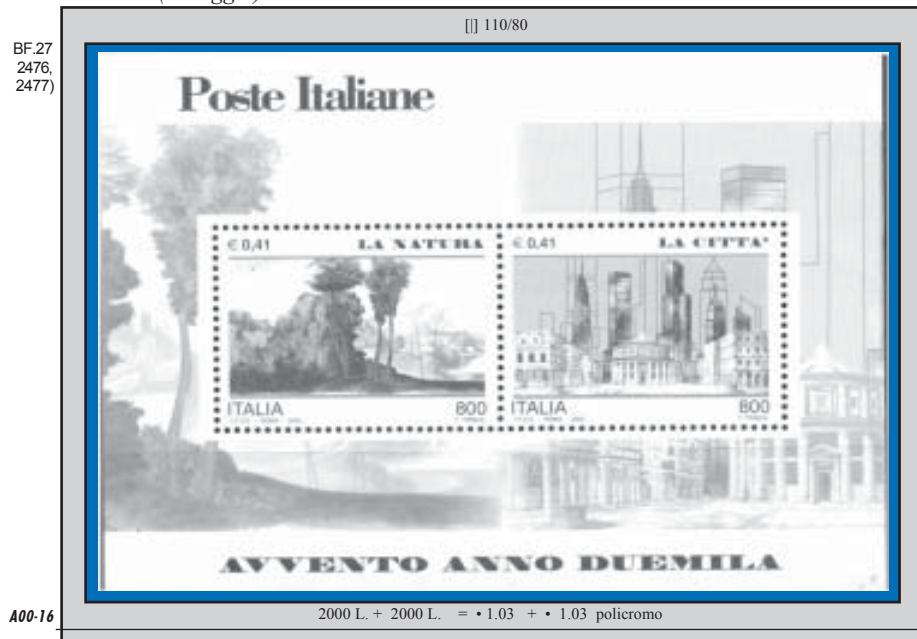 [|] 110/80
BF.27
2476,
2477)
Poste Italiane
€ 0,41 LA NATURA
€ 0,41 LA CITTA'
ITALIA 800
ITALIA 800
AVVENTO ANNO DUEMILA
A00-16
2000 L. + 2000 L. = • 1.03 + • 1.03 policromo